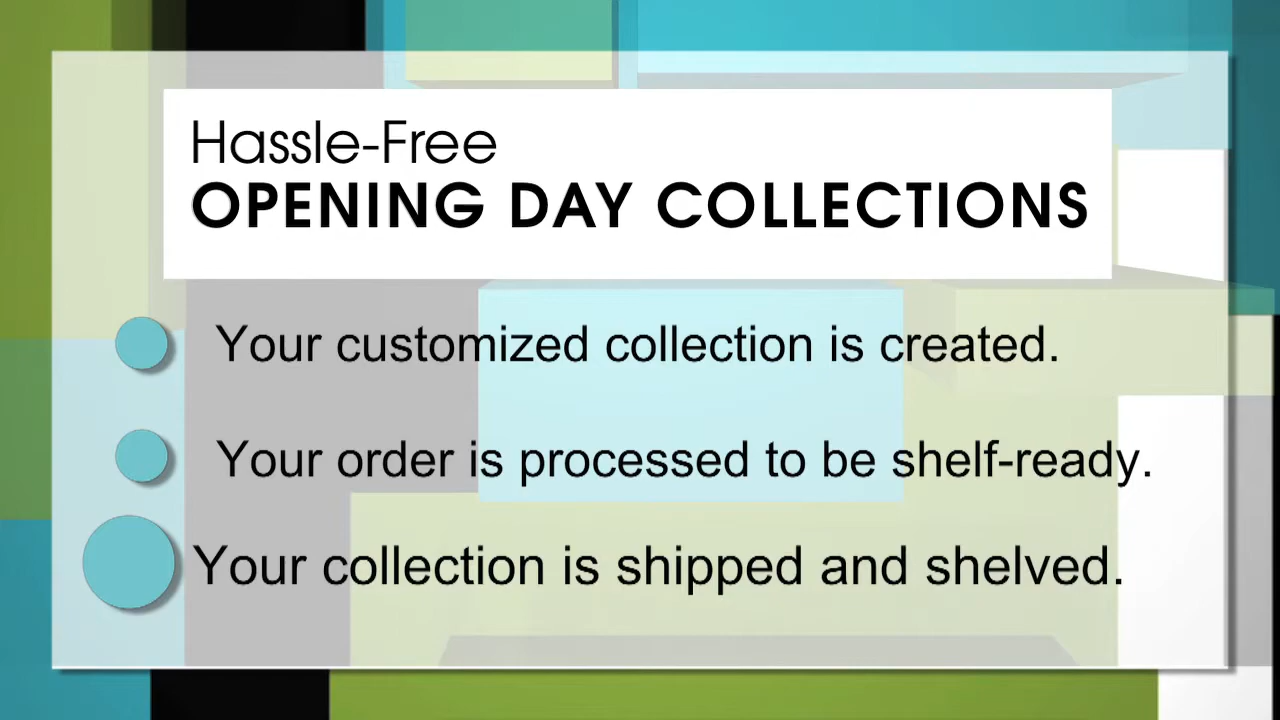 Hassle-Free
OPENING DAY COLLECTIONS
Your customized collection is created.
Your order is processed to be shelf-ready.
Your collection is shipped and shelved.